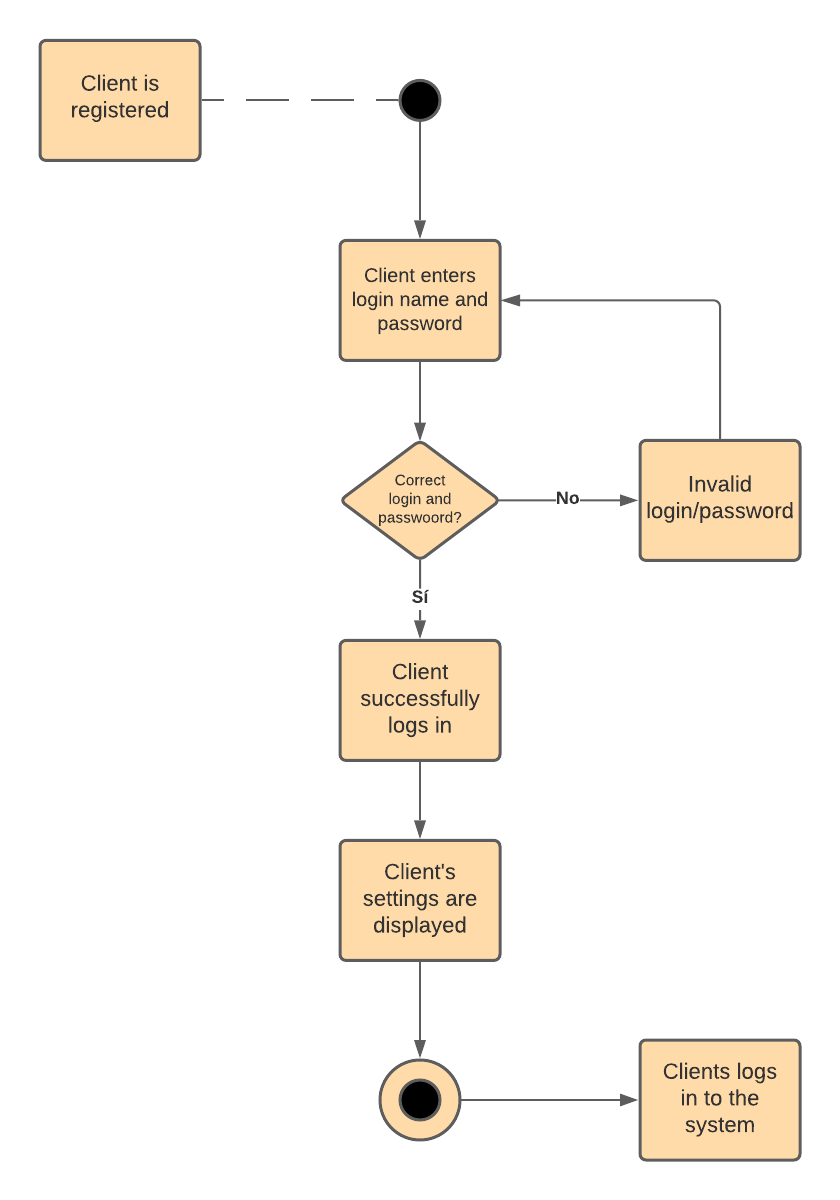 Client is
registered
Client enters
login name and
password
Correct
login and
passwoord?
No
Invalid
login/password
Sí
Client
successfully
logs in
Client's
settings are
displayed
Clients logs
in to the
system